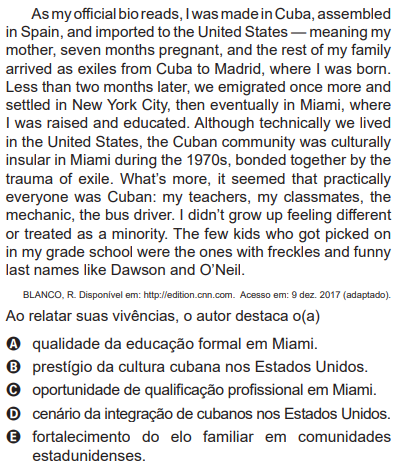 As my official bio reads, I was made in Cuba, assembled
in Spain, and imported to the United States — meaning my
mother, seven months pregnant, and the rest of my family
arrived as exiles from Cuba to Madrid, where I was born.
Less than two months later, we emigrated once more and
settled in New York City, then eventually in Miami, where
I was raised and educated. Although technically we lived
in the United States, the Cuban community was culturally
insular in Miami during the 1970s, bonded together by the
trauma of exile. What’s more, it seemed that practically
everyone was Cuban: my teachers, my classmates, the
mechanic, the bus driver. I didn’t grow up feeling different
or treated as a minority. The few kids who got picked on
in my grade school were the ones with freckles and funny
last names like Dawson and O’Neil.
BLANCO, R. Disponível em: http://edition.cnn.com. Acesso em: 9 dez. 2017 (adaptado).
Ao relatar suas vivências, o autor destaca o(a)
A qualidade da educação formal em Miami.
B prestígio da cultura cubana nos Estados Unidos.
C oportunidade de qualificação profissional em Miami.
D cenário da integração de cubanos nos Estados Unidos.
E fortalecimento do elo familiar em comunidades
estadunidenses.